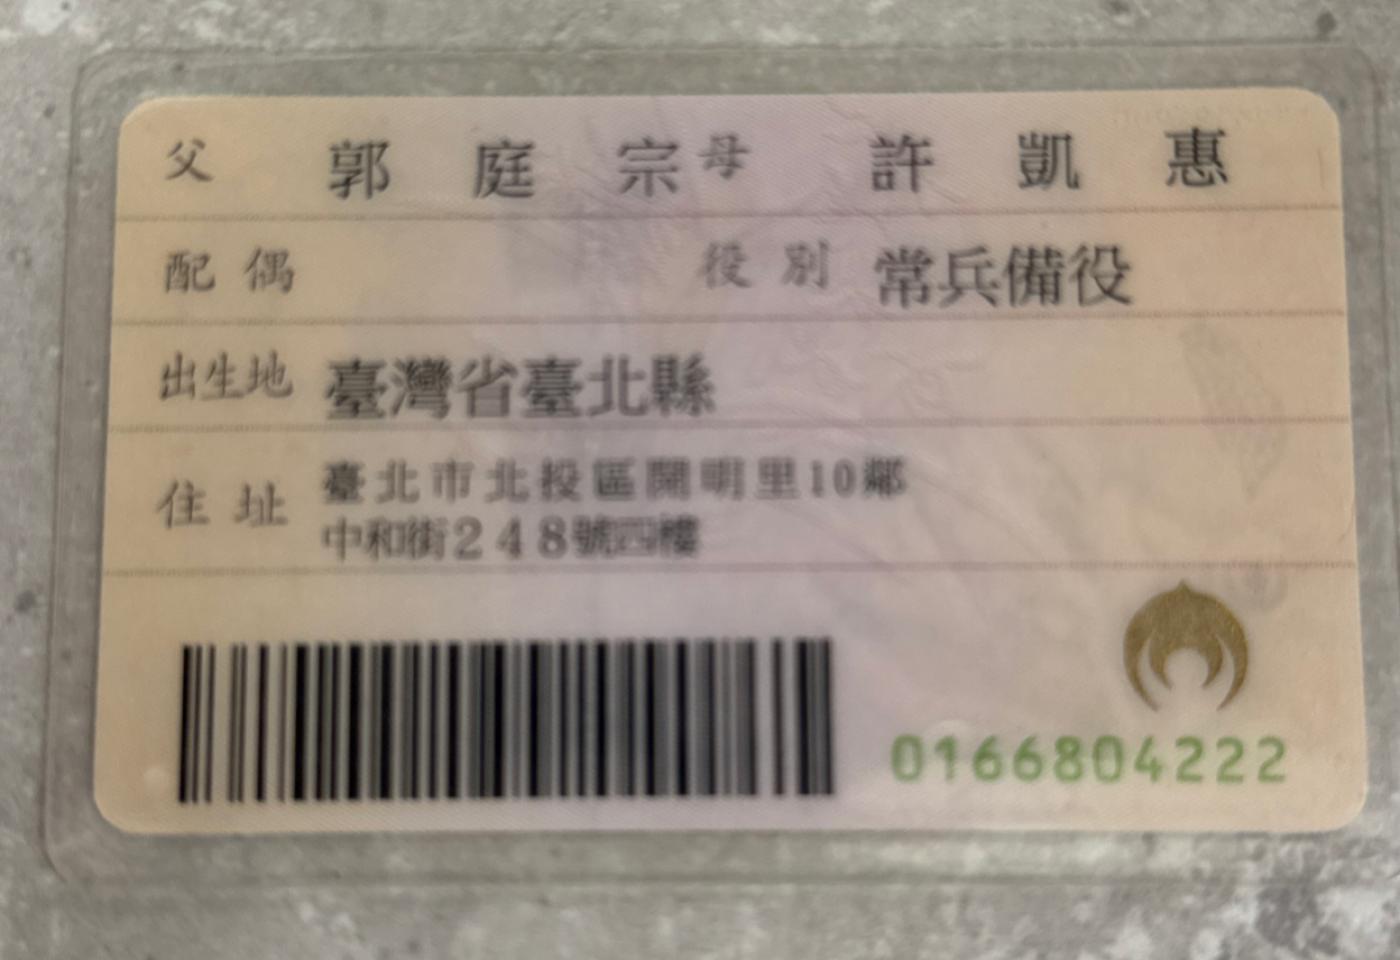 父 郭庭宗 母 許凱惠
配偶 役別 常兵備役
出生地 臺灣省臺北縣
住址 臺北市北投區開明里10鄰
中和街248號四樓
0166804222